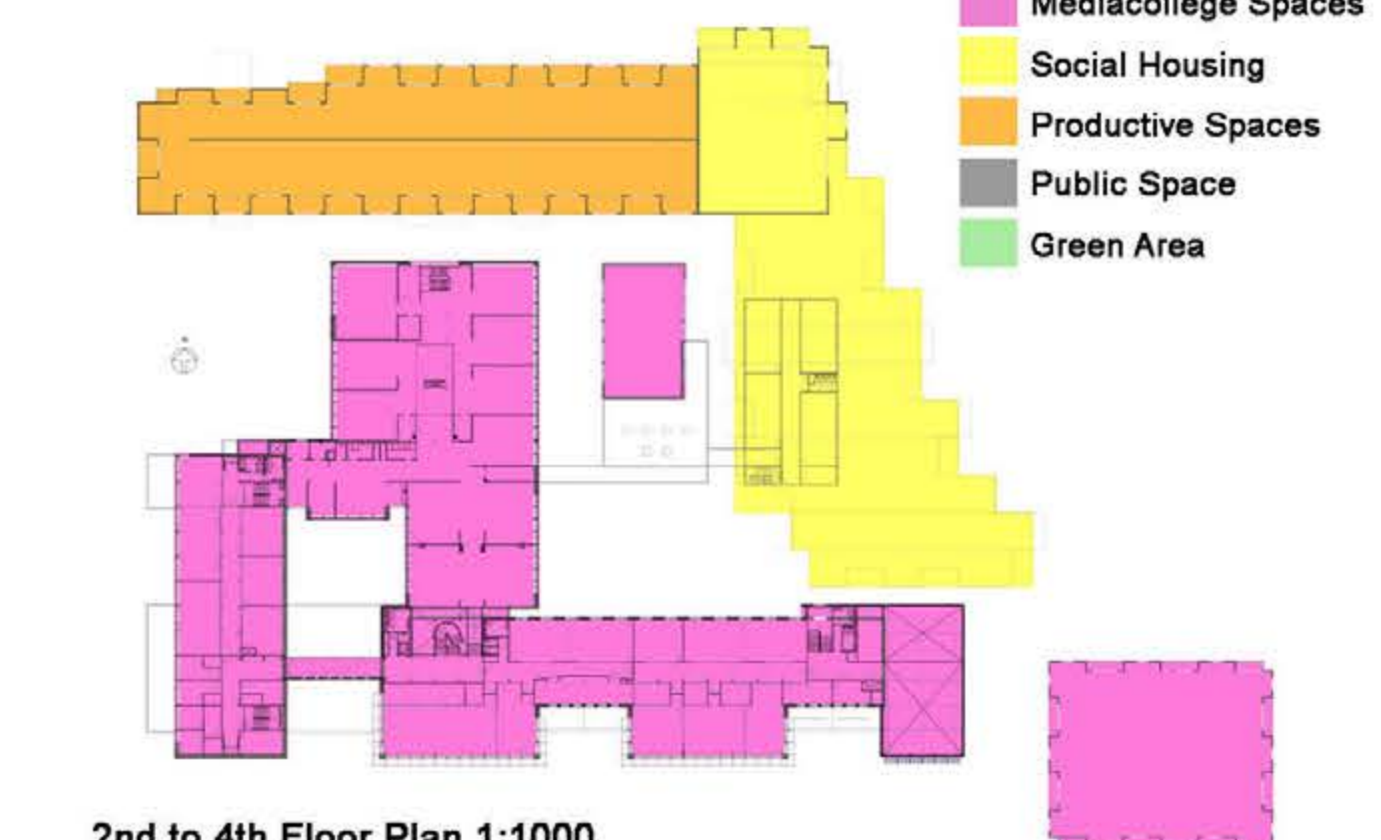 Mediacollege Spaces
Social Housing
Productive Spaces
Public Space
Green Area
2nd to 4th Floor Plan 1:1000